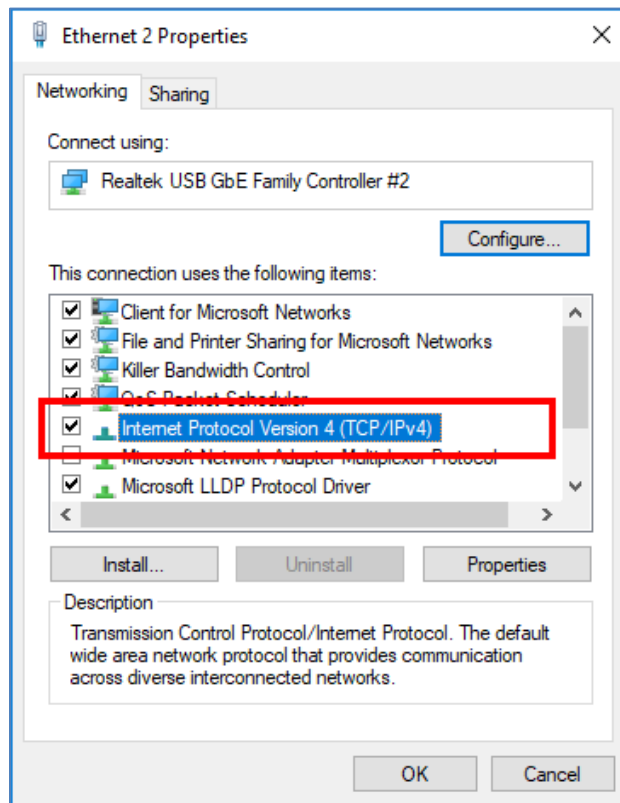 Ethernet 2 Properties
Networking
Sharing
Connect using:
Realtek USB GbE Family Controller #2
Configure...
This connection uses the following items:
Client for Microsoft Networks
File and Printer Sharing for Microsoft Networks
Killer Bandwidth Control
QoS Packet Scheduler
Internet Protocol Version 4 (TCP/IPv4)
Microsoft Network Adapter Multiplexor Protocol
Microsoft LLDP Protocol Driver
Install...
Uninstall
Properties
Description
Transmission Control Protocol/Internet Protocol. The default
wide area network protocol that provides communication
across diverse interconnected networks.
OK
Cancel